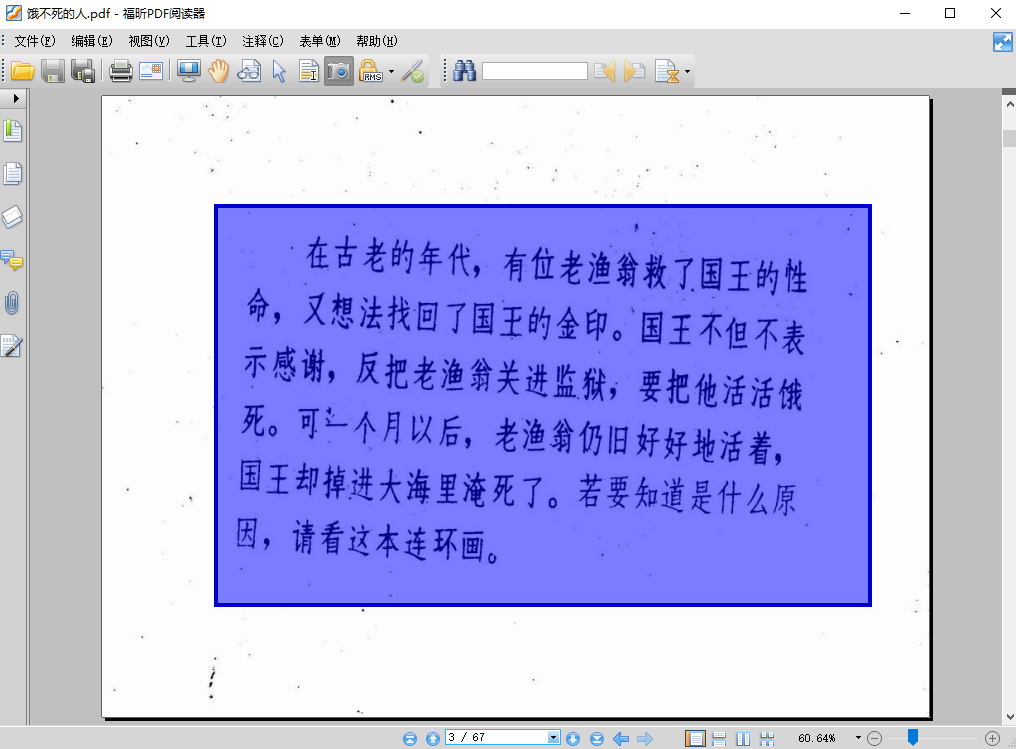 饿不死的人.pdf - 福昕PDF阅读器
文件(F) 编辑(E) 视图(V) 工具(T) 注释(C) 表单(M) 帮助(H)
RMS
在古老的年代，有位老渔翁救了国王的性
命，又想法找回了国王的金印。国王不但不表
示感谢，反把老渔翁关进监狱，要把他活活饿
死。可一个月以后，老渔翁仍旧好好地活着，
国王却掉进大海里淹死了。若要知道是什么原
因，请看这本连环画。
3 / 67
60.64%